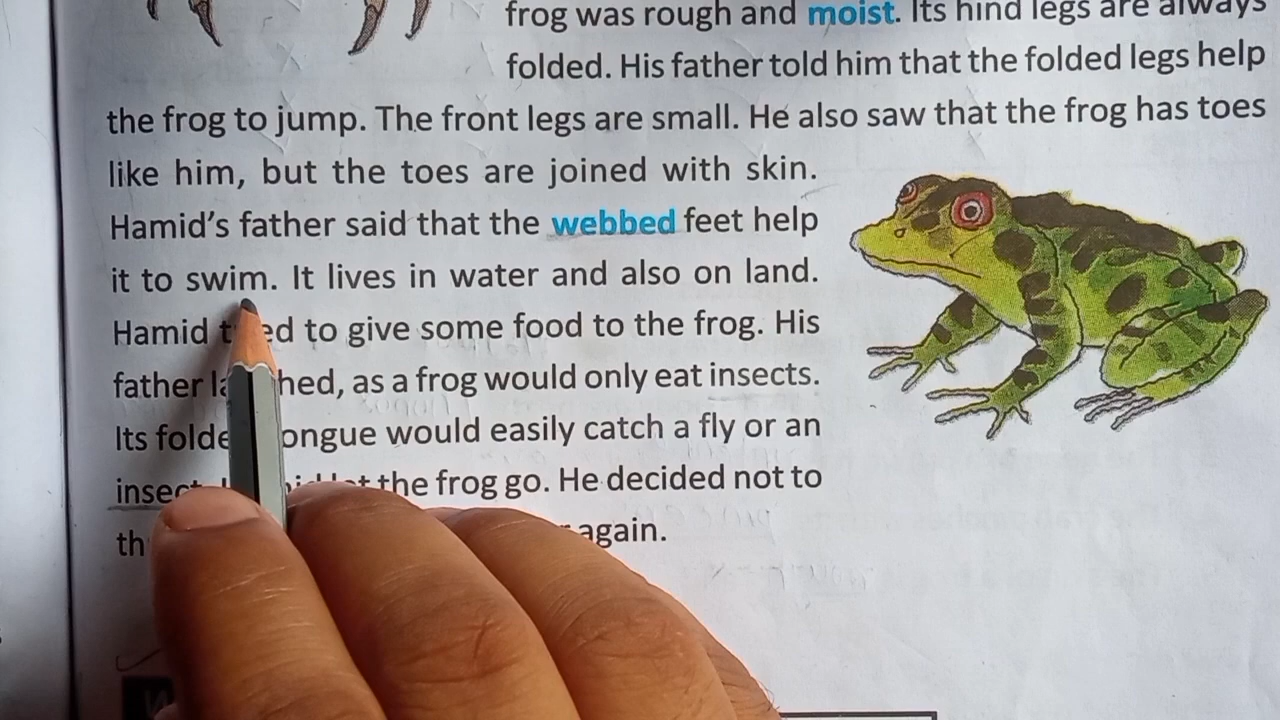 frog was rough and moist. Its hind legs are always
folded. His father told him that the folded legs help
the frog to jump. The front legs are small. He also saw that the frog has toes
like him, but the toes are joined with skin.
Hamid's father said that the webbed feet help
it to swim. It lives in water and also on land.
Hamid to give some food to the frog. His
father as a frog would only eat insects.
Its would easily catch a fly or an
the frog go. He decided not to
again.